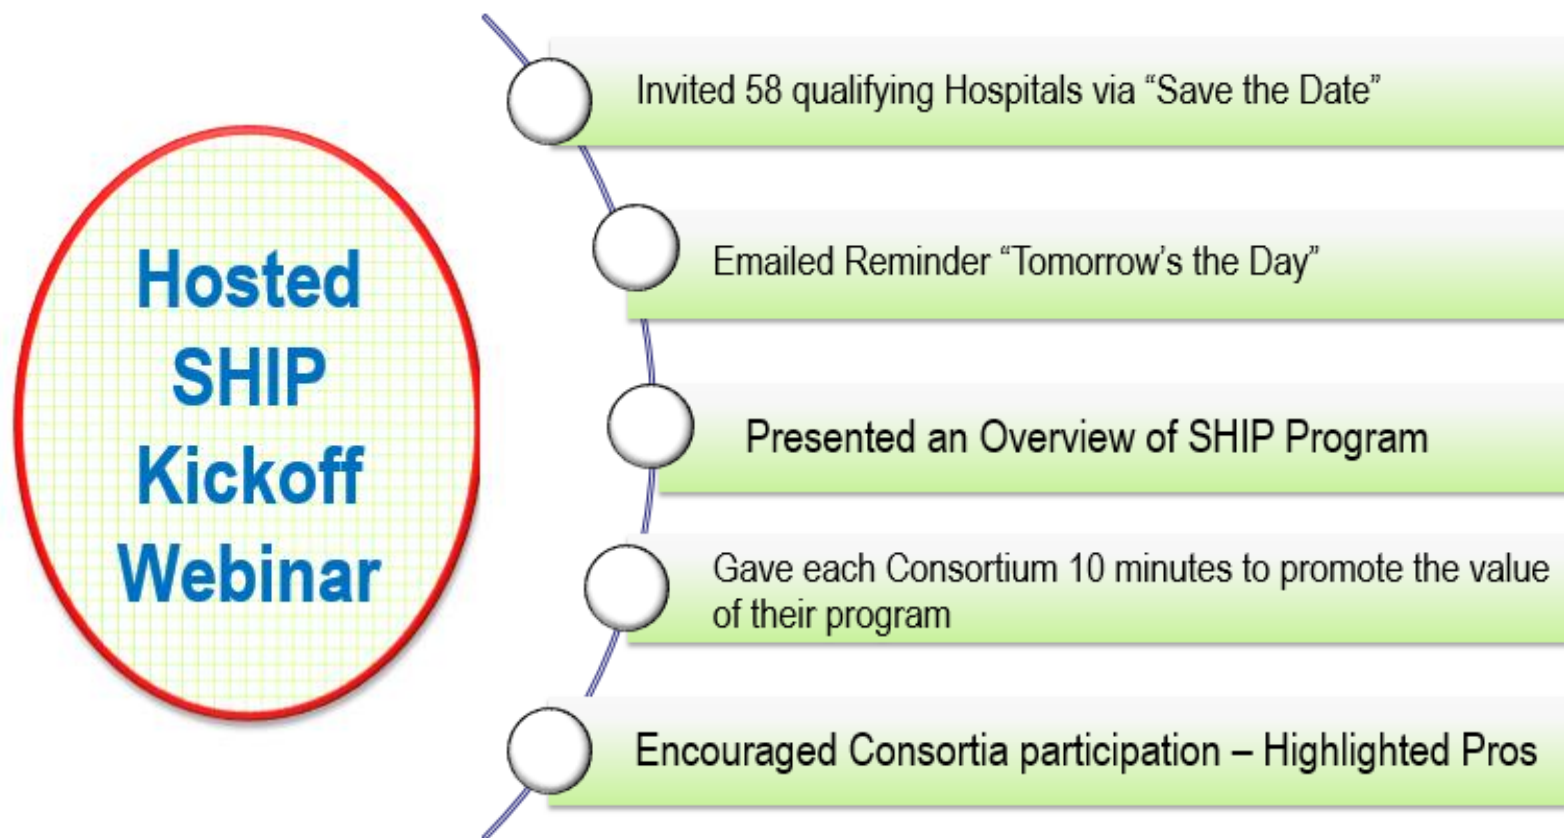 Hosted
SHIP
Kickoff
Webinar
Invited 58 qualifying Hospitals via “Save the Date”
Emailed Reminder “Tomorrow’s the Day”
Presented an Overview of SHIP Program
Gave each Consortium 10 minutes to promote the value
of their program
Encouraged Consortia participation – Highlighted Pros